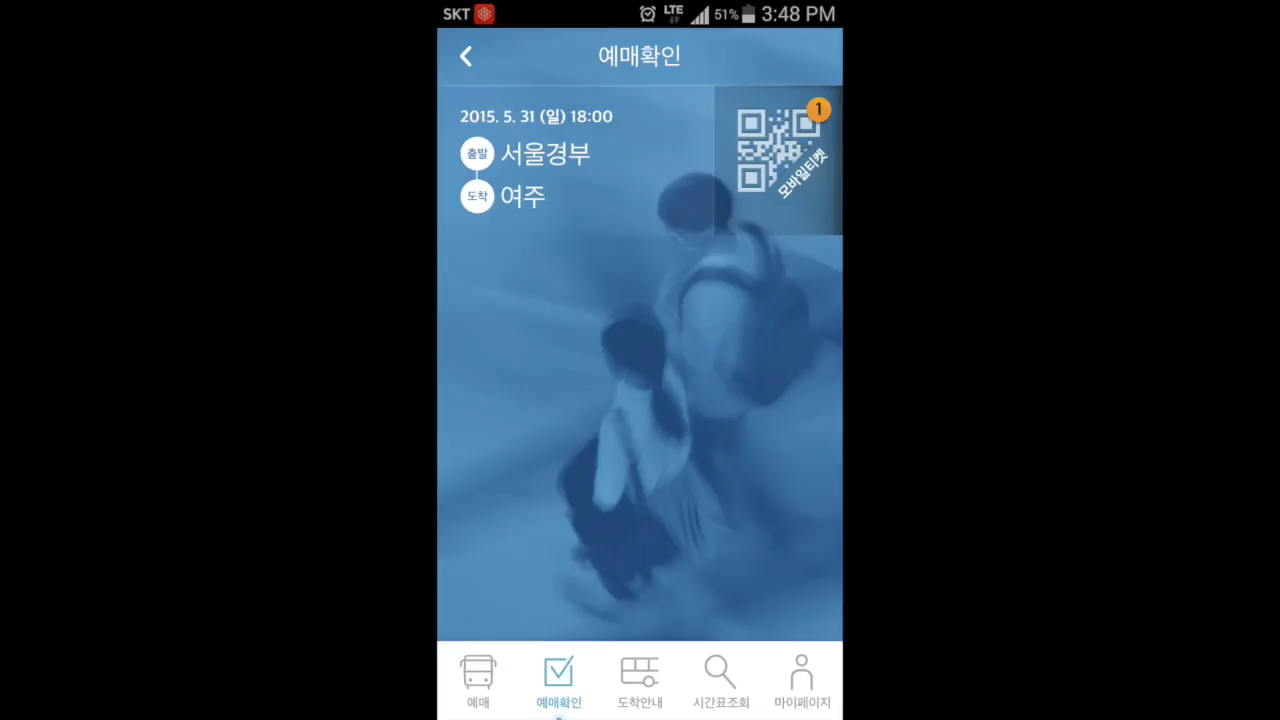 SKT LTE 51% 3:48 PM
예매확인
2015. 5. 31 (일) 18:00
출발 서울경부
도착 여주
1
모바일티켓
예매 예매확인 도착안내 시간표조회 마이페이지